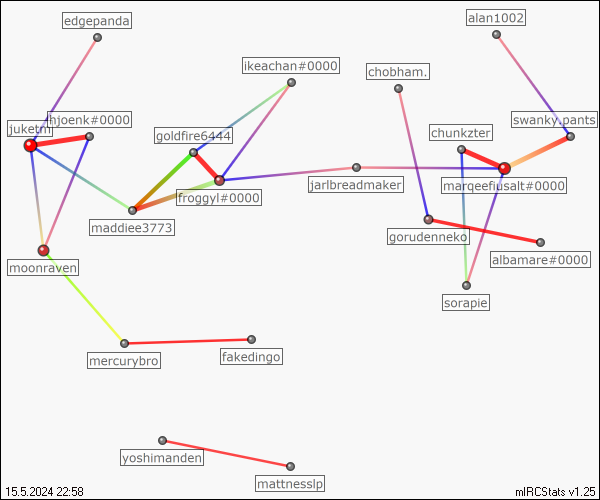 edgepanda
alan1002
ikeachan#0000
chobham.
hjoenk#0000
swanky.pants
juketm
goldfire6444
chunkzter
froggyl#0000
jarlbreadmaker
marqeefiusalt#0000
maddiee3773
gorudenneko
moonraven
albamare#0000
sorapie
mercurybro
fakedingo
yoshimanden
mattnesslp
15.5.2024 22:58
mIRCStats v1.25